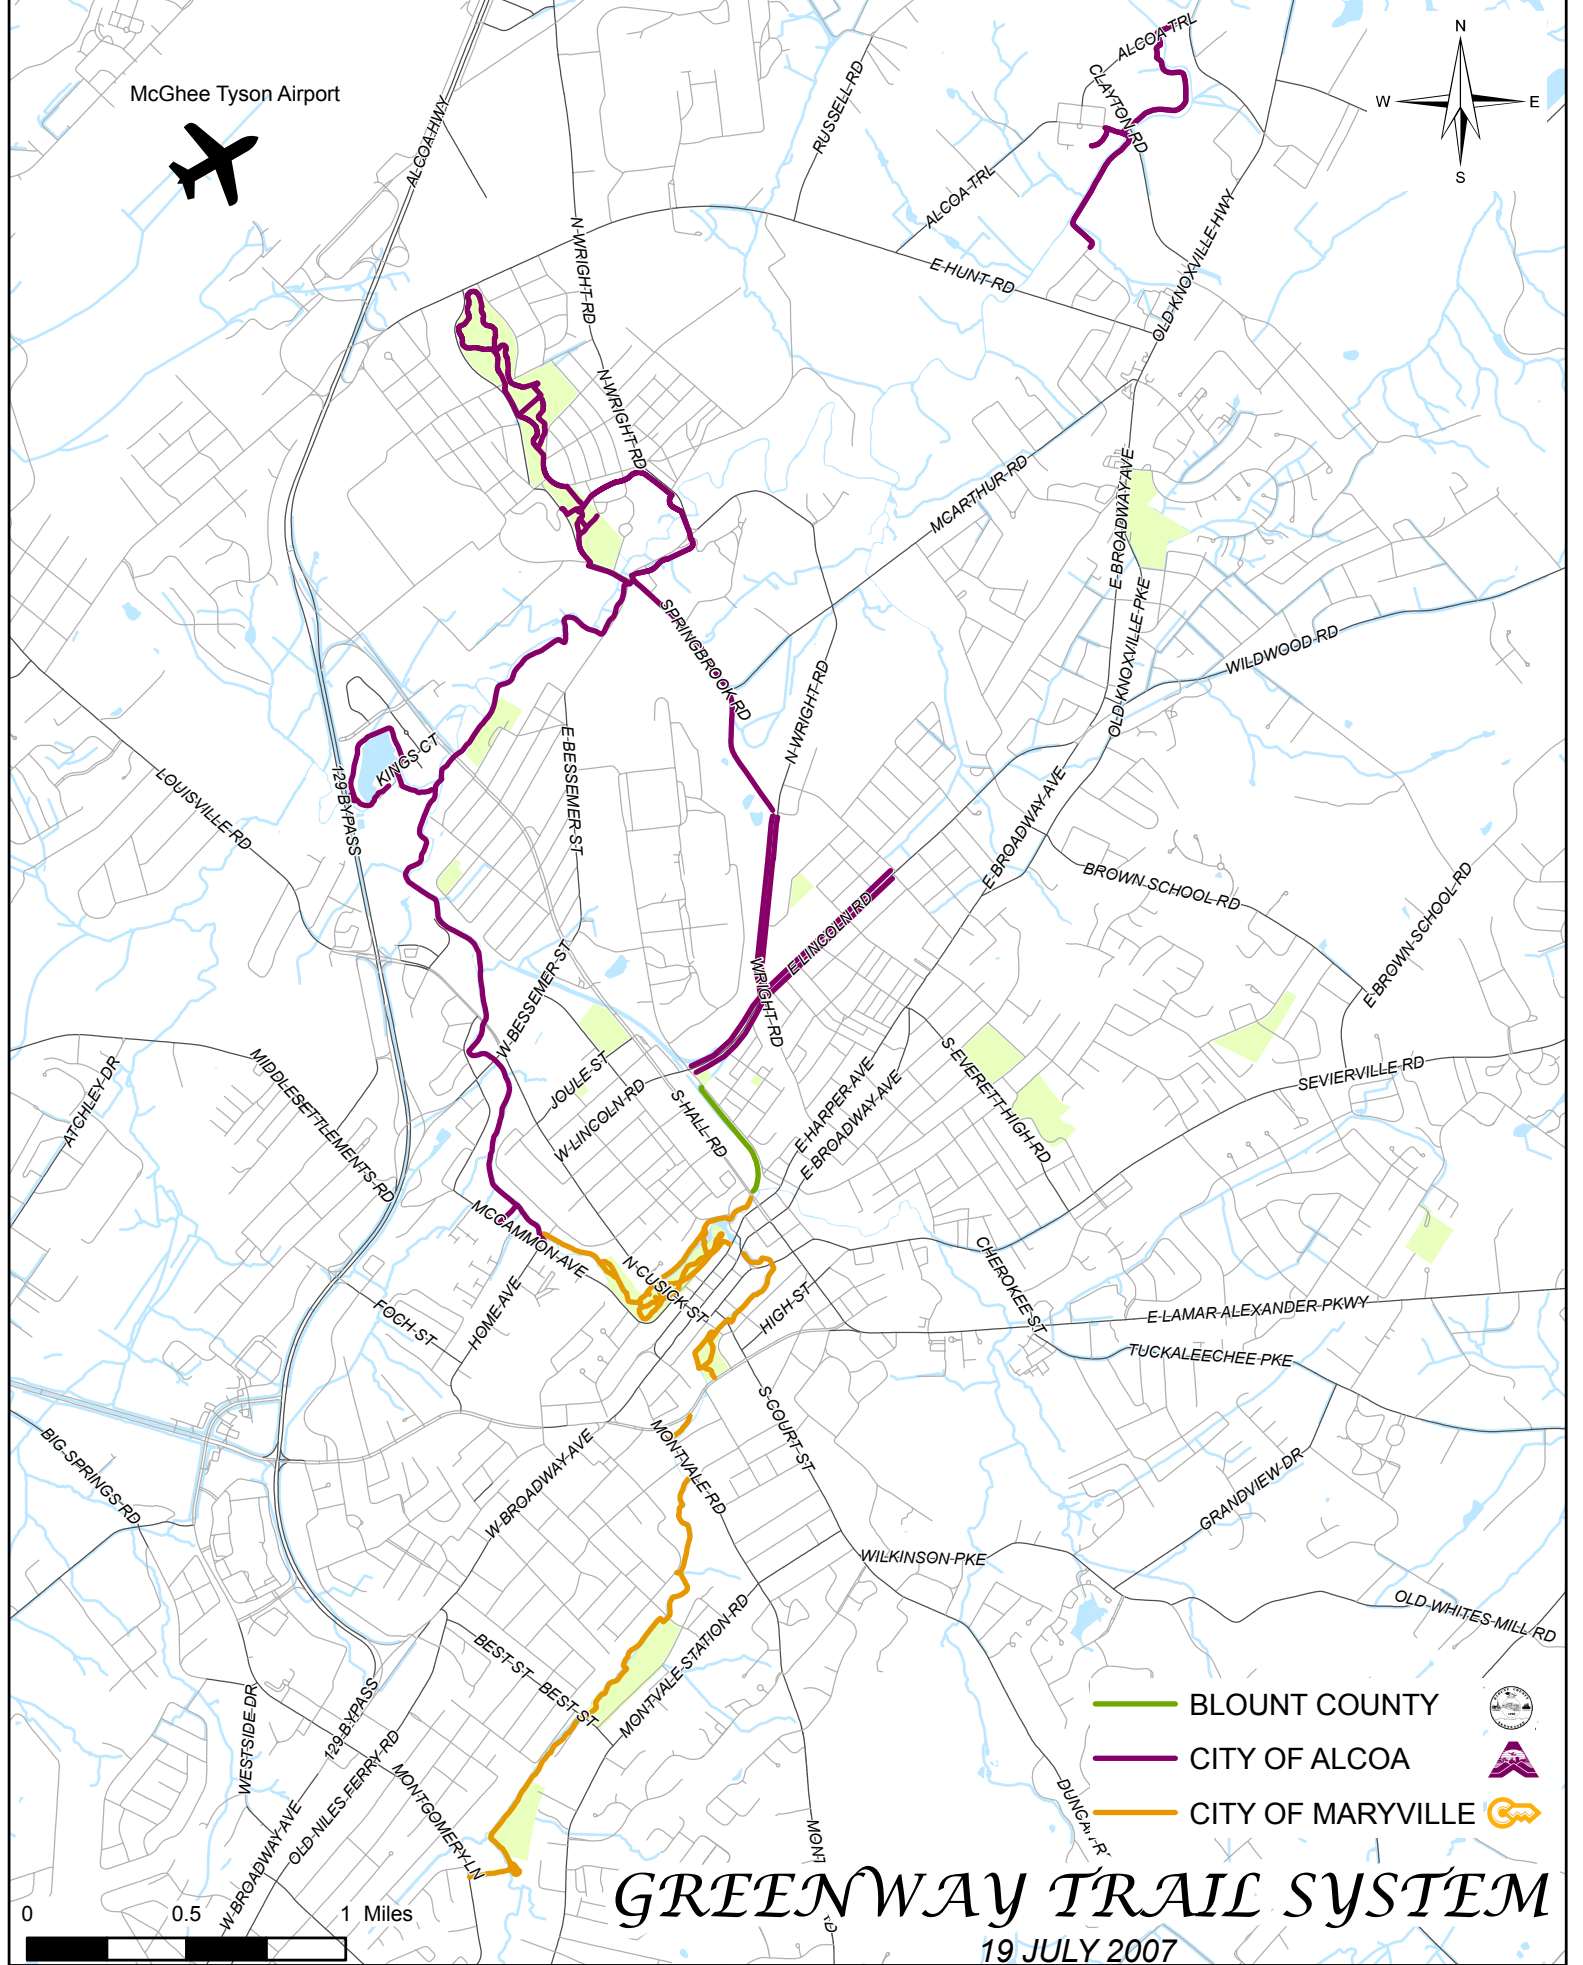 ALCOA TRL
N
McGhee Tyson Airport
CLAYTON RD
RUSSELL RD
W
E
ALCOA HWY
S
ALCOA TRL
N WRIGHT RD
E HUNT RD
OLD KNOXVILLE HWY
N WRIGHT RD
MCARTHUR RD
E BROADWAY AVE
OLD KNOXVILLE PKE
SPRINGBROOK RD
WILDWOOD RD
N WRIGHT RD
E BESSEMER ST
KINGS CT
129 BYPASS
LOUISVILLE RD
E BROADWAY AVE
BROWN SCHOOL RD
E BROWN SCHOOL RD
E LINCOLN RD
WRIGHT RD
W BESSEMER ST
JOULE ST
W LINCOLN RD
S HALL RD
S EVERETT HIGH RD
SEVIERVILLE RD
ATCHLEY DR
MIDDLESETTLEMENTS RD
E HARPER AVE
E BROADWAY AVE
MCCAMMON AVE
N CUSICK ST
CHEROKEE ST
HIGH ST
E LAMAR ALEXANDER PKWY
FOCH ST
HOME AVE
TUCKALEECHEE PKE
S COURT ST
MONTVALE RD
BIG SPRINGS RD
W BROADWAY AVE
GRANDVIEW DR
WILKINSON PKE
OLD WHITES MILL RD
BEST ST
BEST ST
MONTVALE STATION RD
WESTSIDE DR
129 BYPASS
OLD NILES FERRY RD
MONTGOMERY LN
W BROADWAY AVE
BLOUNT COUNTY
CITY OF ALCOA
CITY OF MARYVILLE
GREENWAY TRAIL SYSTEM
19 JULY 2007
0 0.5 1 Miles